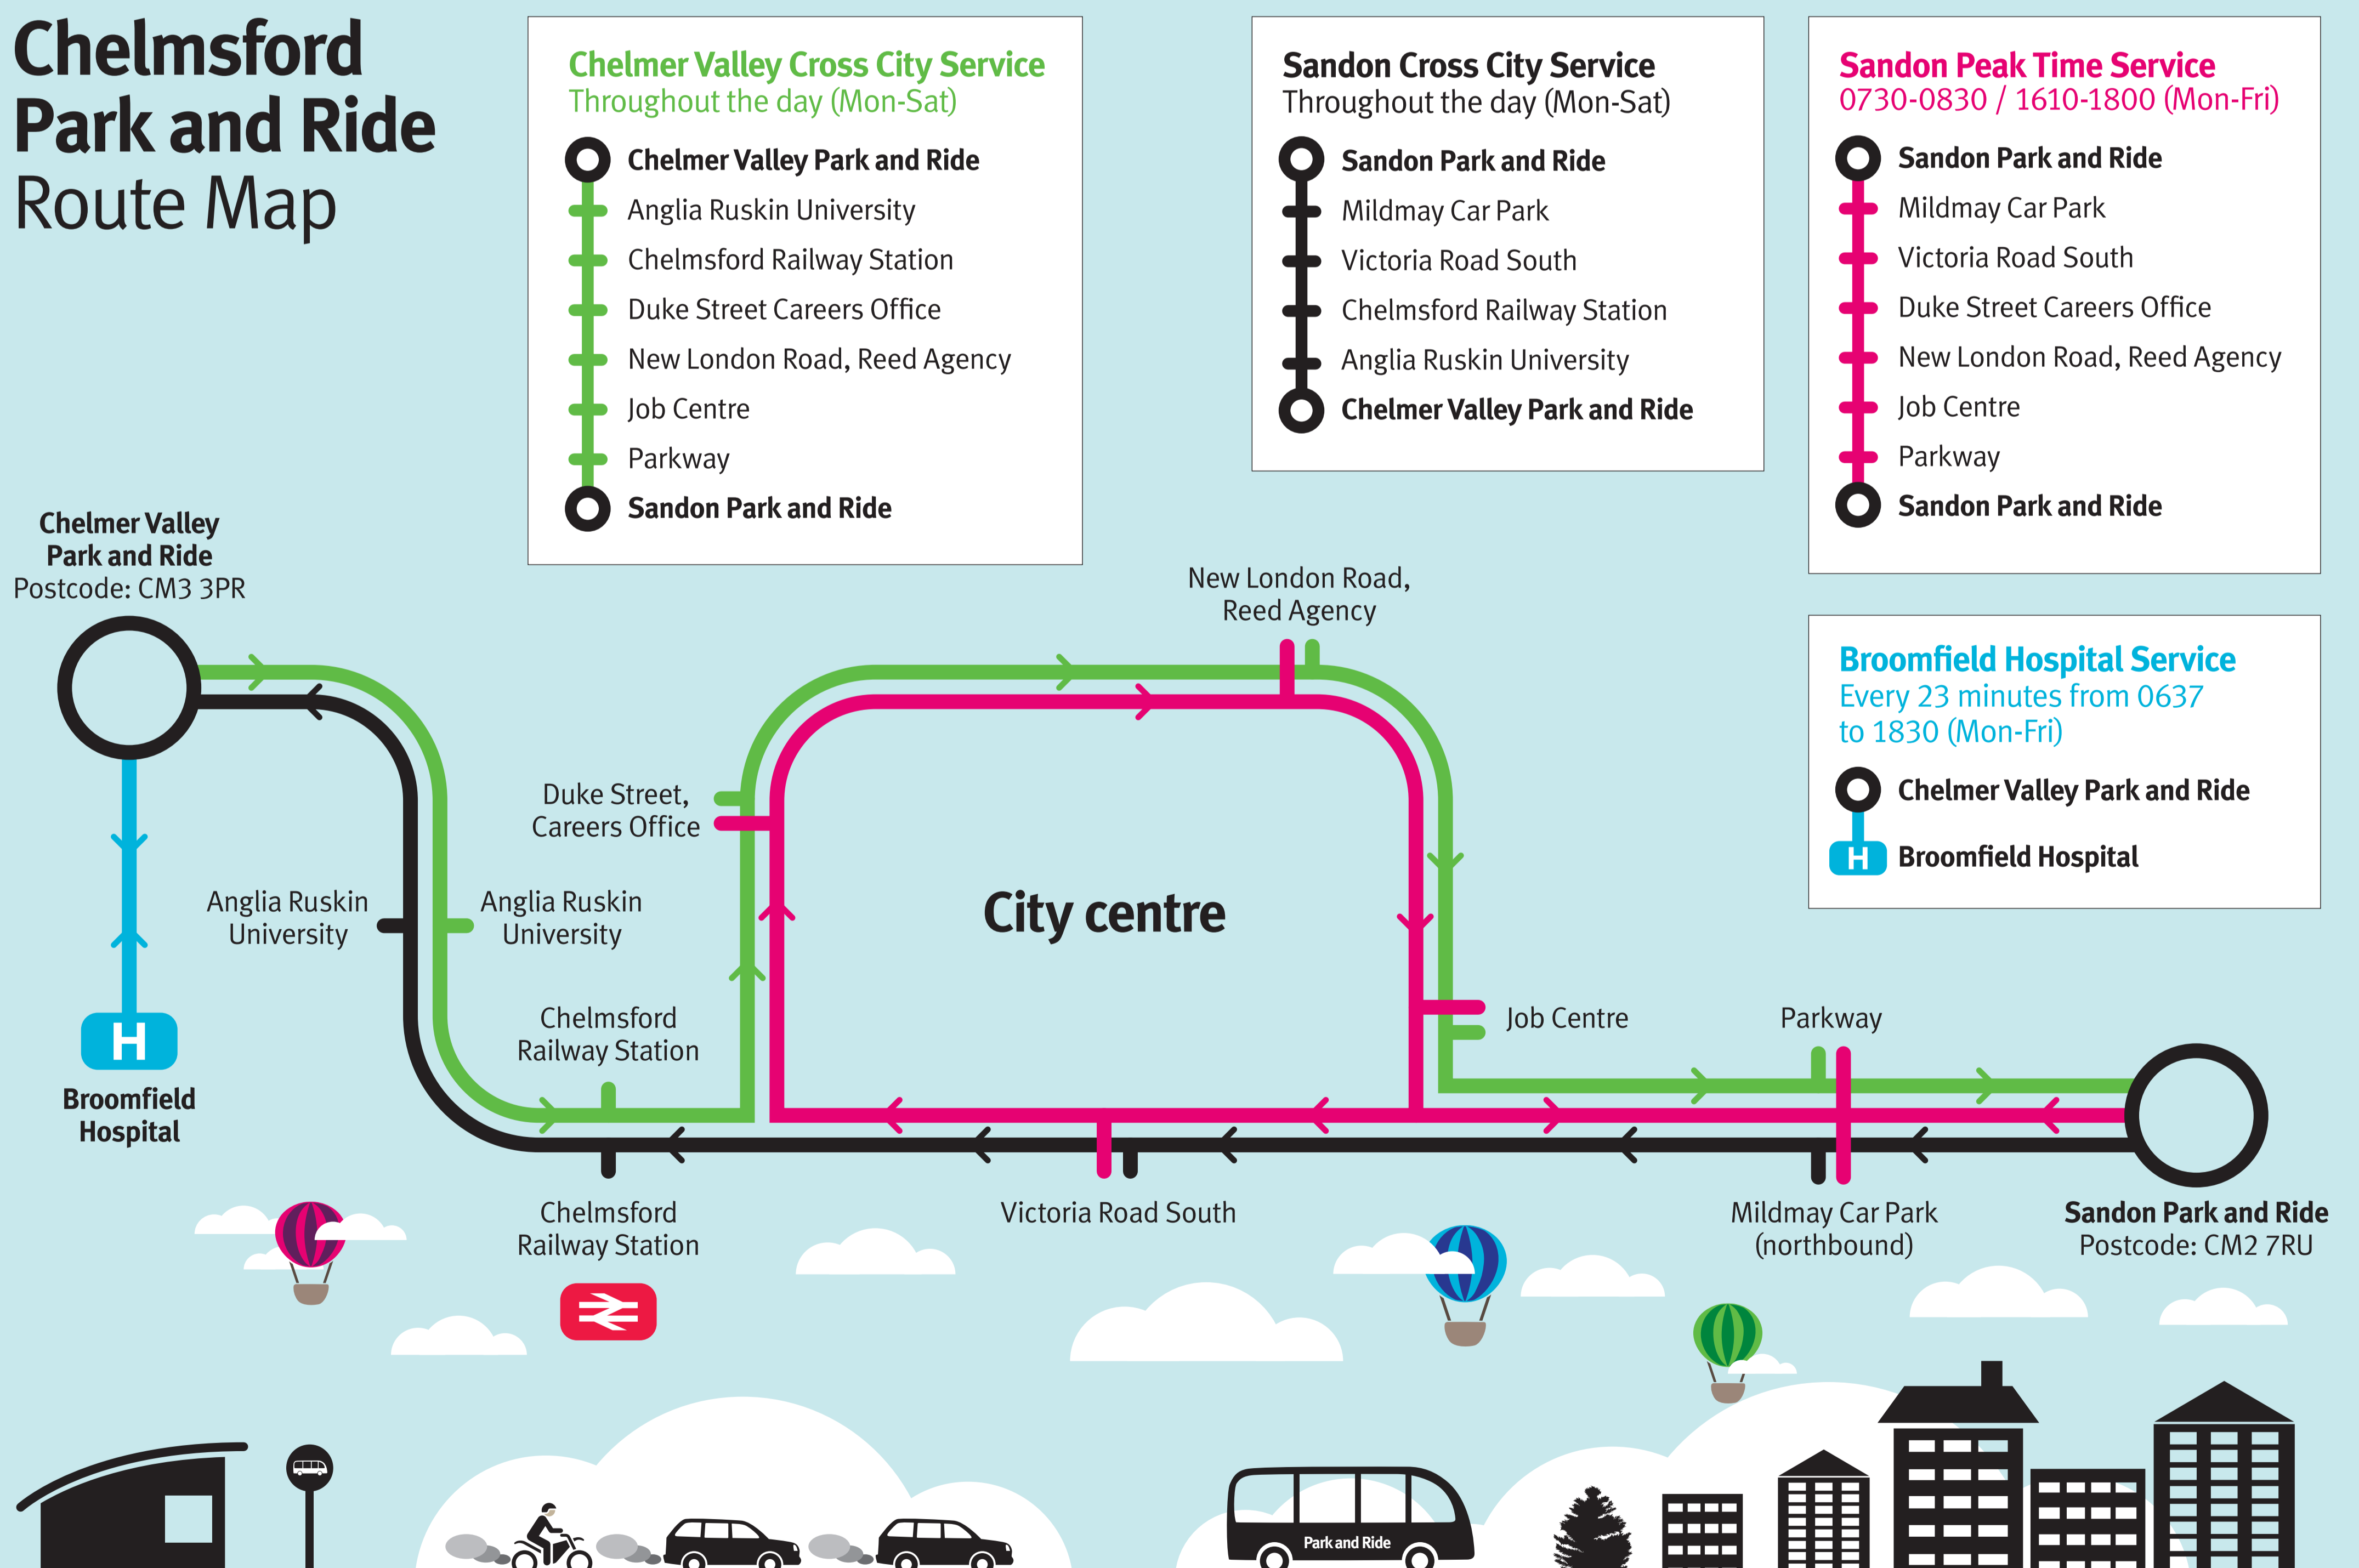 Chelmsford
Park and Ride
Route Map
Chelmer Valley Cross City Service
Throughout the day (Mon-Sat)
Chelmer Valley Park and Ride
Anglia Ruskin University
Chelmsford Railway Station
Duke Street Careers Office
New London Road, Reed Agency
Job Centre
Parkway
Sandon Park and Ride
Sandon Cross City Service
Throughout the day (Mon-Sat)
Sandon Park and Ride
Mildmay Car Park
Victoria Road South
Chelmsford Railway Station
Anglia Ruskin University
Chelmer Valley Park and Ride
Sandon Peak Time Service
0730-0830 / 1610-1800 (Mon-Fri)
Sandon Park and Ride
Mildmay Car Park
Victoria Road South
Duke Street Careers Office
New London Road, Reed Agency
Job Centre
Parkway
Sandon Park and Ride
Broomfield Hospital Service
Every 23 minutes from 0637
to 1830 (Mon-Fri)
Chelmer Valley Park and Ride
H Broomfield Hospital
Chelmer Valley
Park and Ride
Postcode: CM3 3PR
New London Road,
Reed Agency
Duke Street,
Careers Office
Anglia Ruskin
University
Anglia Ruskin
University
City centre
Chelmsford
Railway Station
Job Centre
Parkway
H
Broomfield
Hospital
Chelmsford
Railway Station
Victoria Road South
Mildmay Car Park
(northbound)
Sandon Park and Ride
Postcode: CM2 7RU
Park and Ride